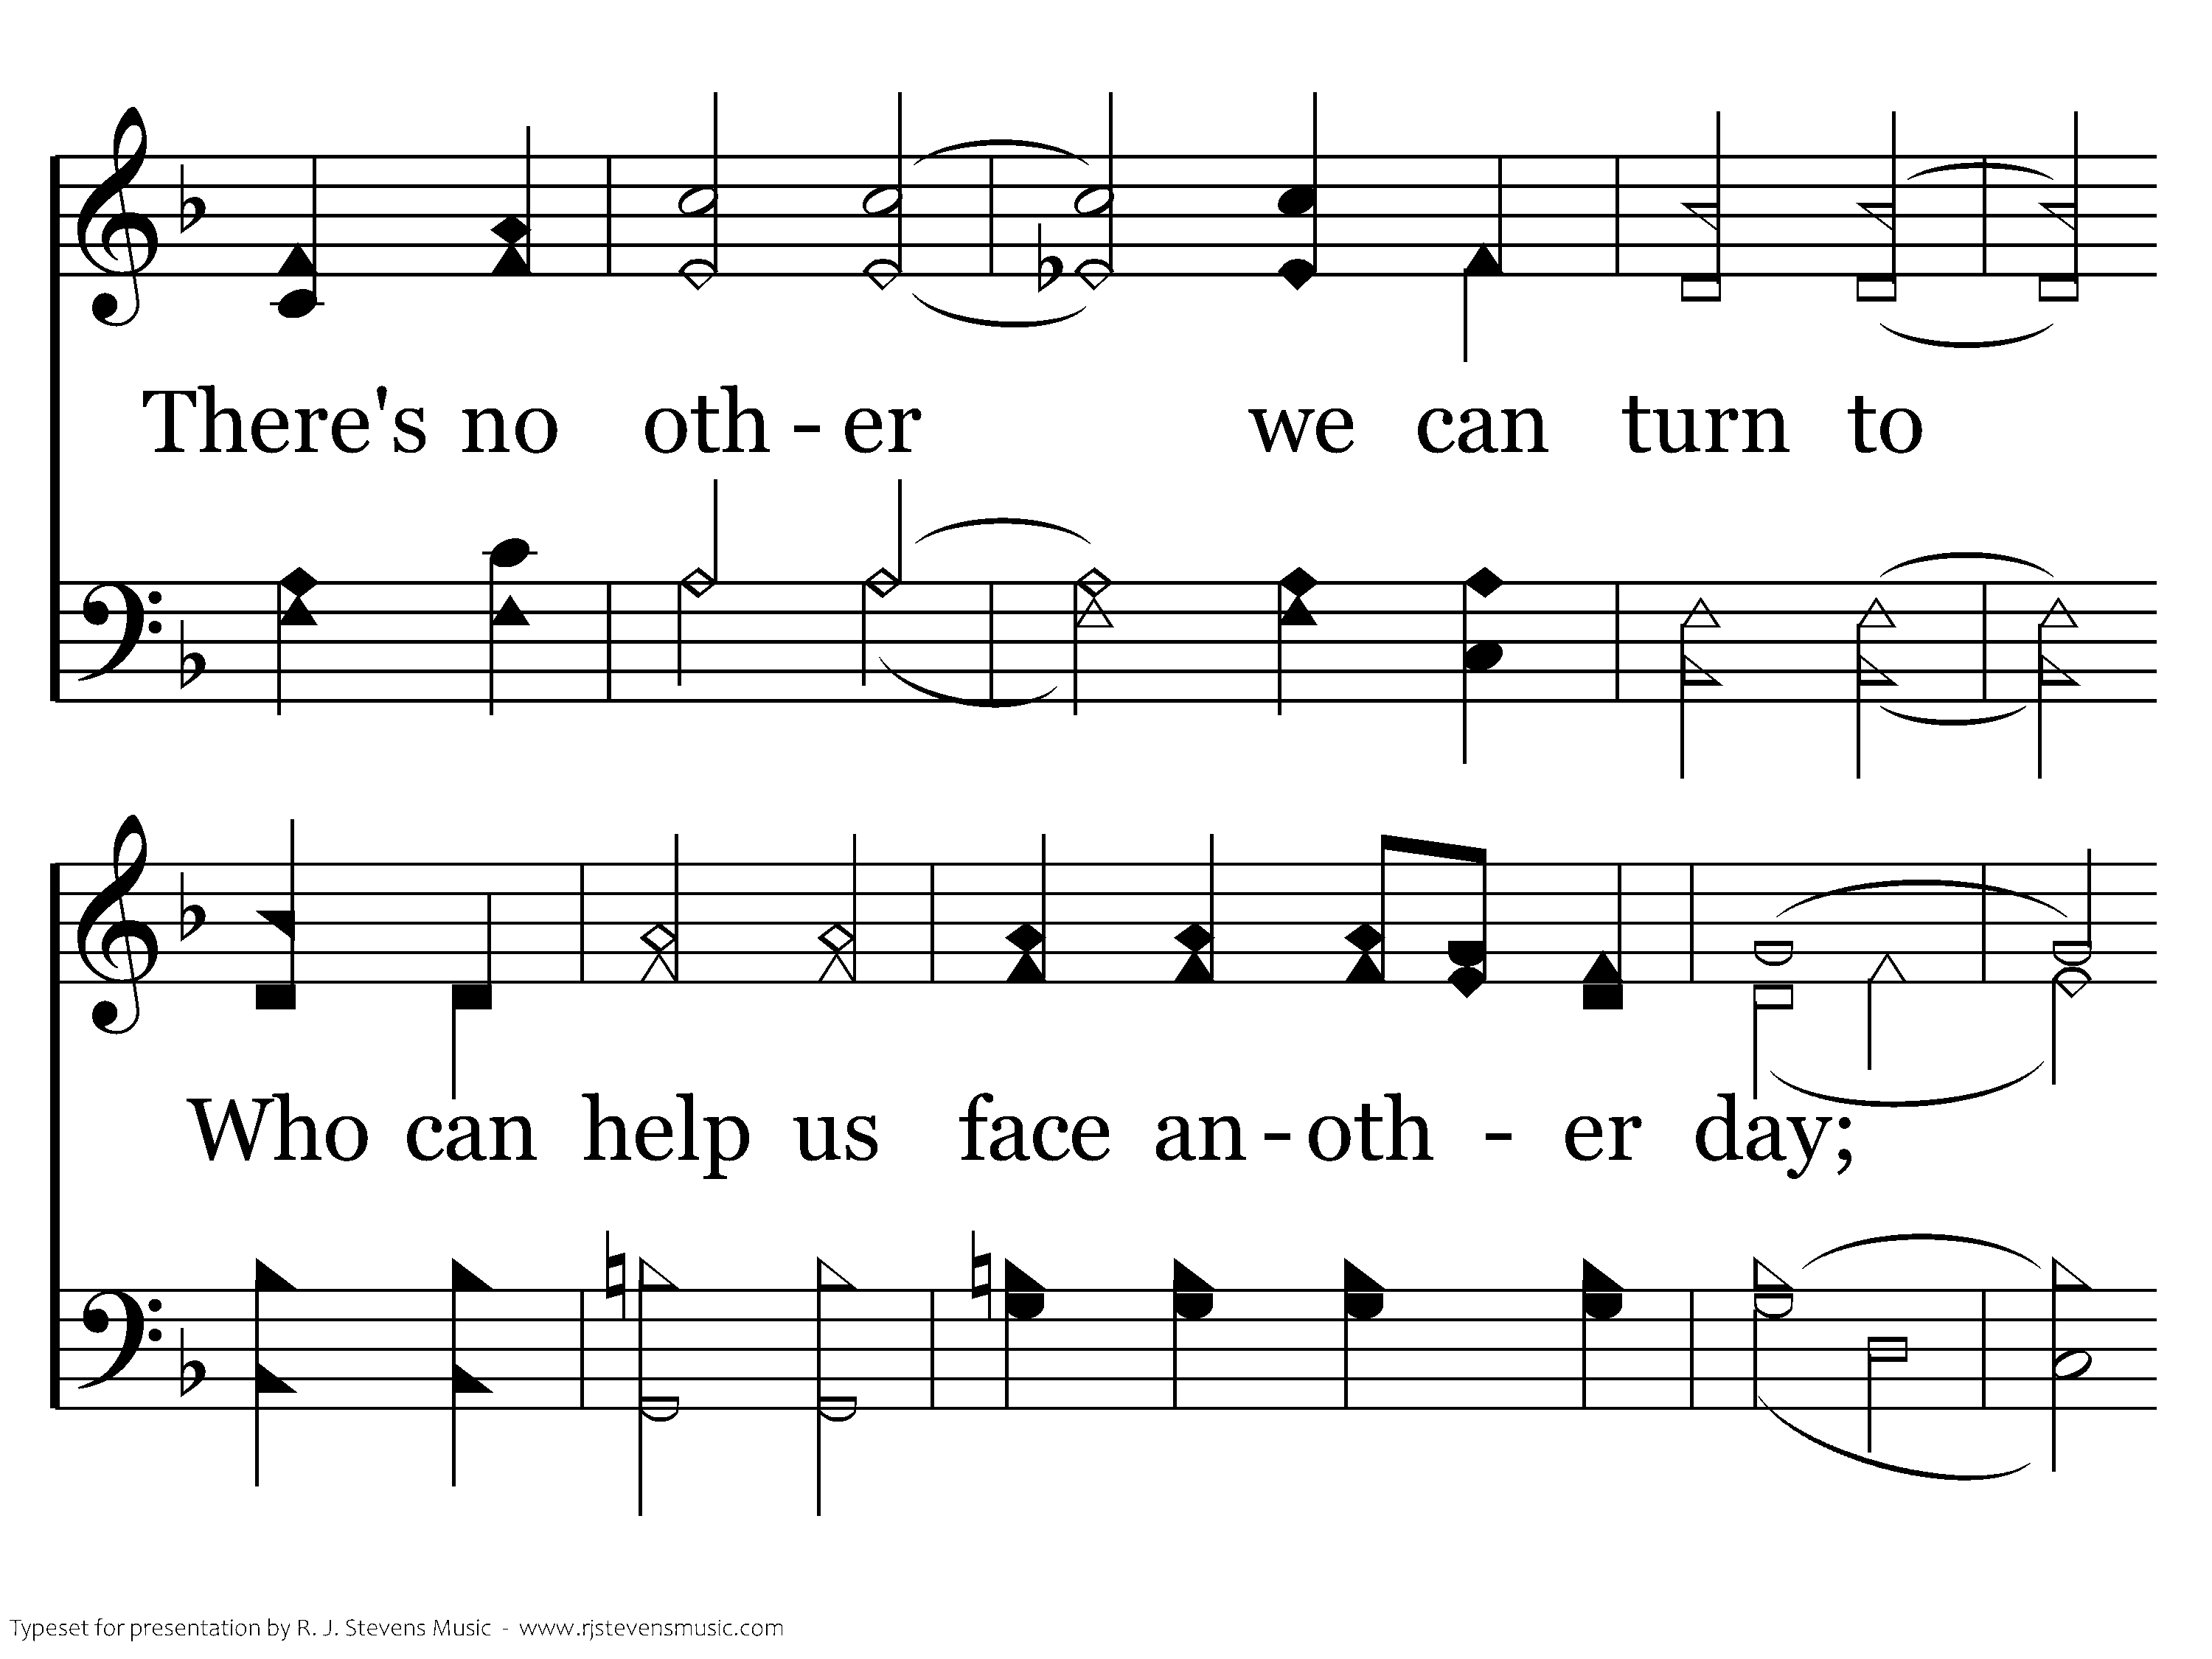 There's no oth - er we can turn to
Who can help us face an - oth - er day;
Typeset for presentation by R. J. Stevens Music - www.rjstevensmusic.com